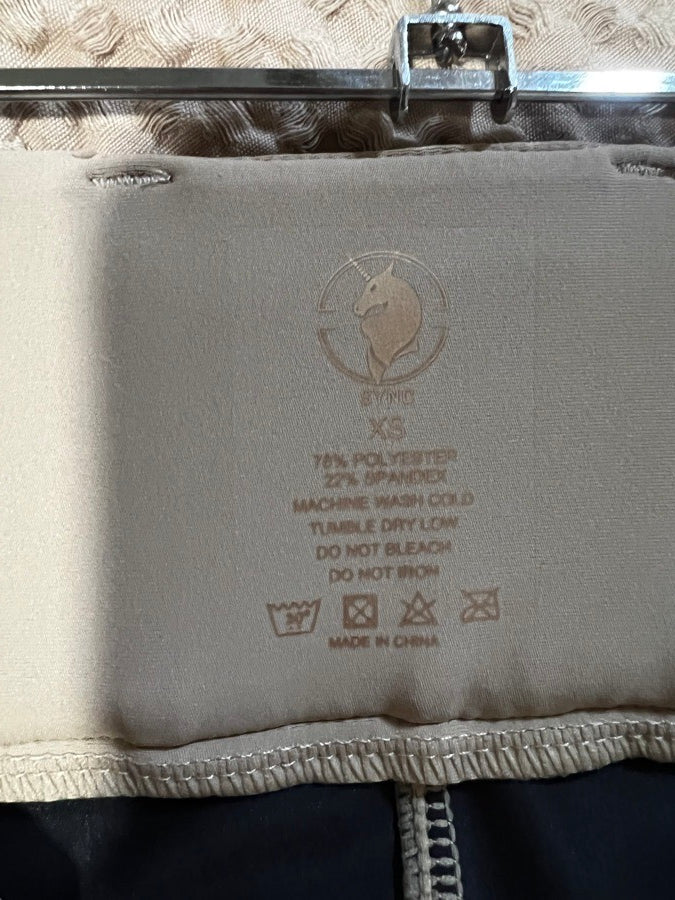 SYNC
XS
78% POLYESTER
22% SPANDEX
MACHINE WASH COLD
TUMBLE DRY LOW
DO NOT BLEACH
DO NOT IRON
30°
MADE IN CHINA